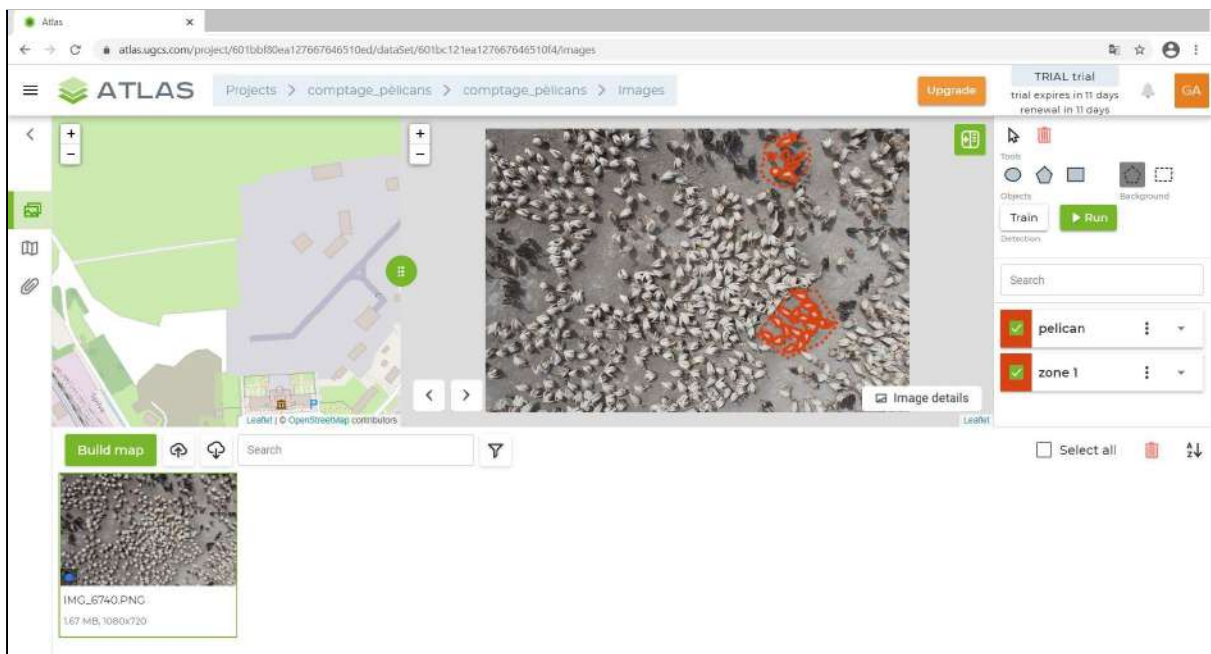 Atlas
atlas.ugcs.com/project/601bbf80ea127667646510ed/dataSet/601bc121ea127667646510f4/images
ATLAS
Projects > comptage_pélicans > comptage_pélicans > Images
Upgrade
TRIAL trial
trial expires in 11 days
renewal in 11 days
GA
Tools
Objects
Background
Train
Run
Detection
Search
pelican
zone 1
P
Image details
Leaflet | © OpenStreetMap contributors
Leaflet
Build map
Search
Select all
A
Z
IMG_6740.PNG
1.67 MB, 1080x720